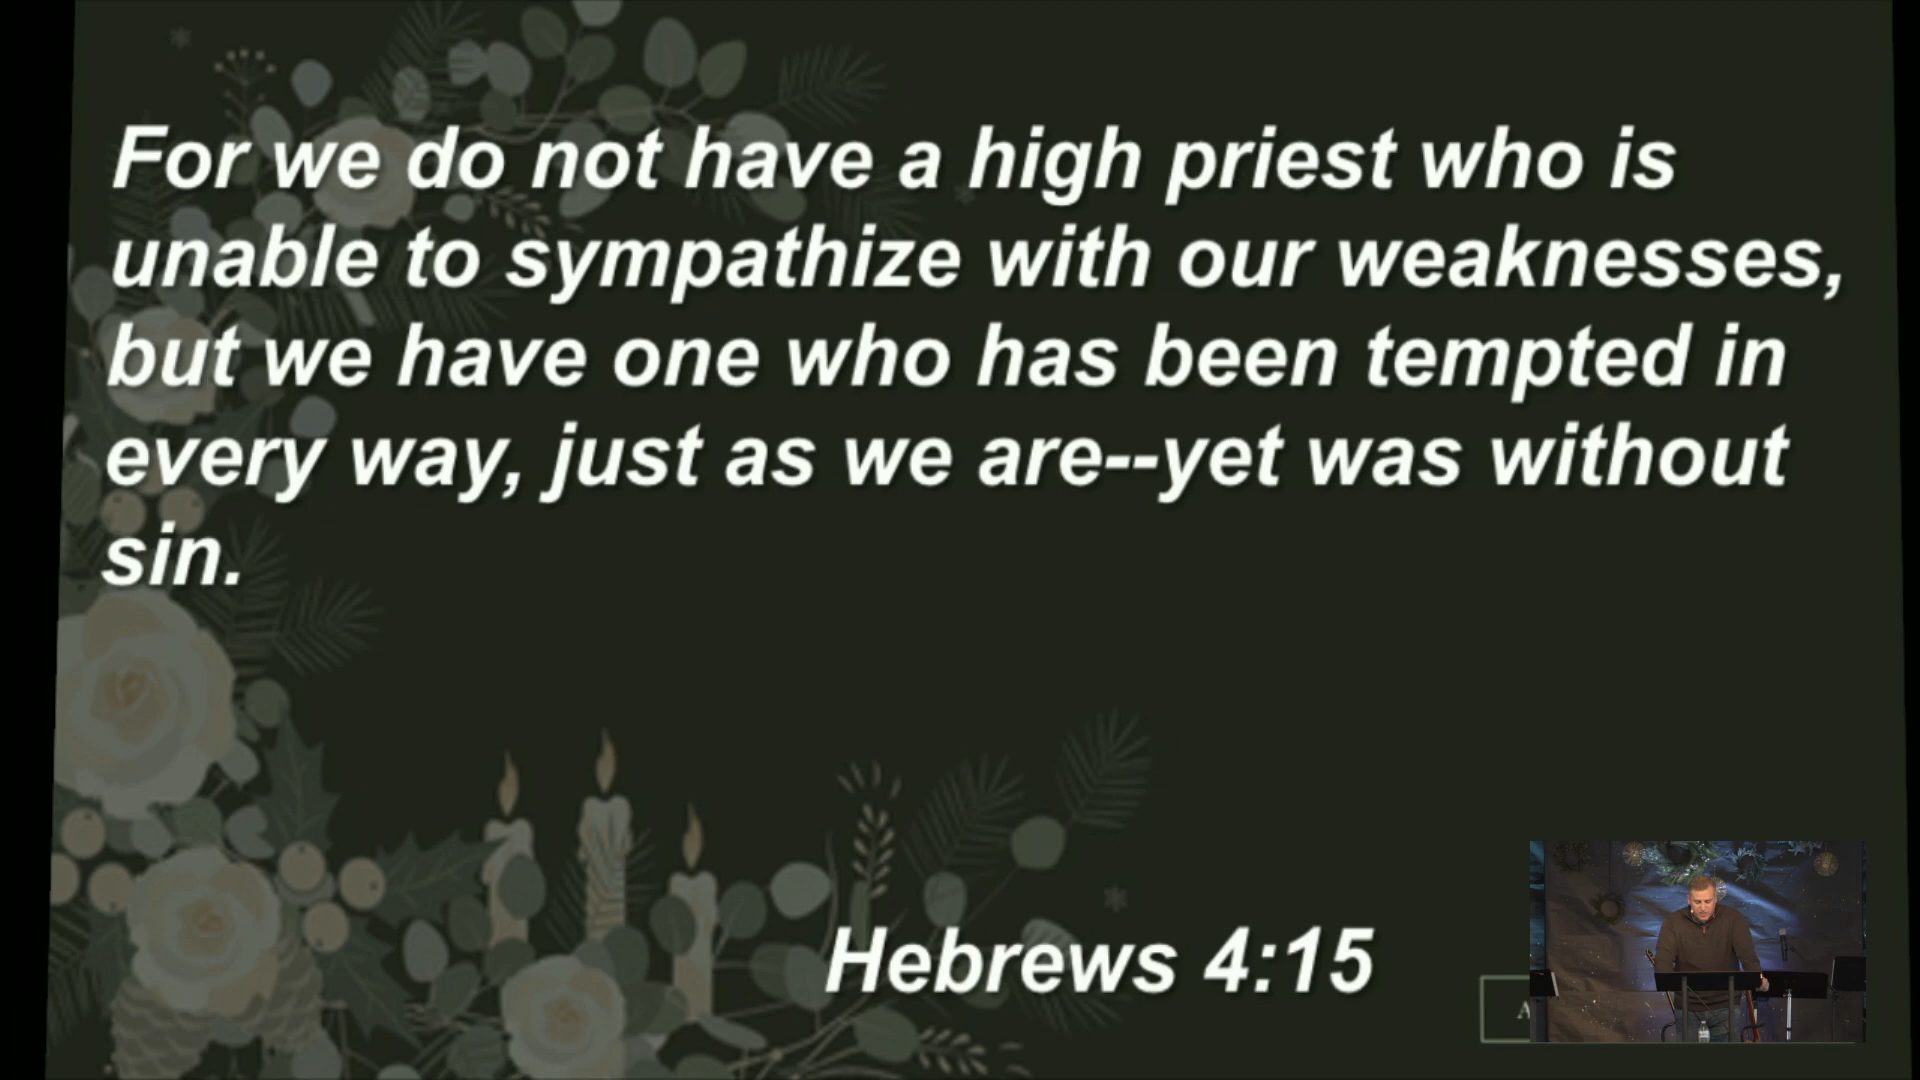 For we do not have a high priest who is
unable to sympathize with our weaknesses,
but we have one who has been tempted in
every way, just as we are--yet was without
sin.
Hebrews 4:15